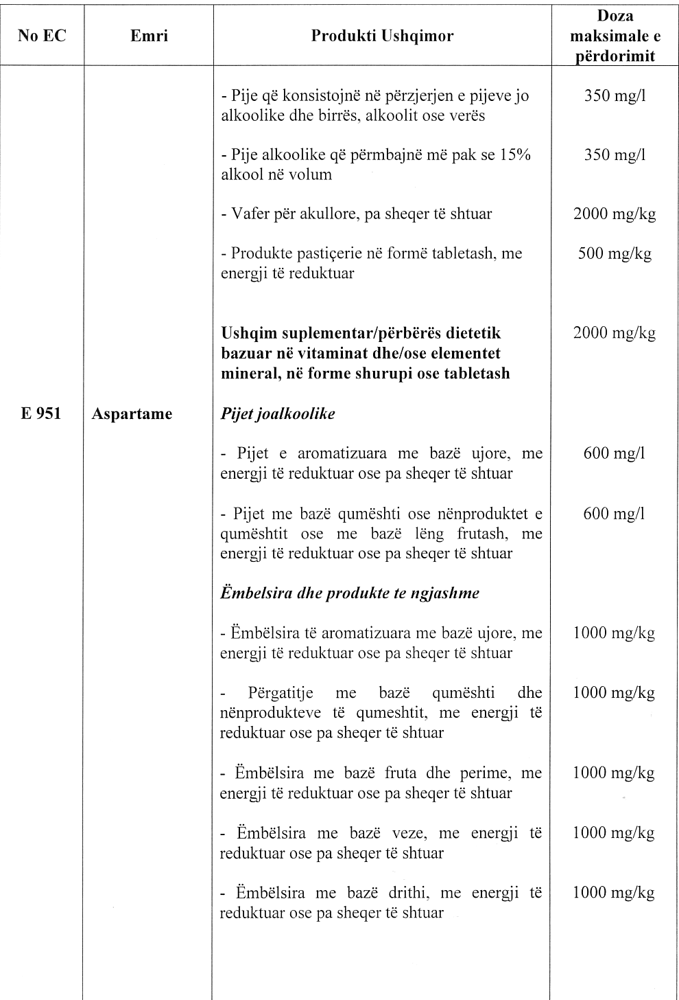 No EC
Emri
Produkti Ushqimor
Doza
maksimale e
përdorimit
- Pije që konsistojnë në përzjerjen e pijeve jo
alkoolike dhe birrës, alkoolit ose verës
350 mg/l
- Pije alkoolike që përmbajnë më pak se 15%
alkool në volum
350 mg/l
- Vafer për akullore, pa sheqer të shtuar
2000 mg/kg
- Produkte pastiçerie në formë tabletash, me
energji të reduktuar
500 mg/kg
Ushqim suplementar/përbërës dietetik
bazuar në vitaminat dhe/ose elementet
mineral, në forme shurupi ose tabletash
2000 mg/kg
E 951
Aspartame
Pijet joalkoolike
- Pijet e aromatizuara me bazë ujore, me
energji të reduktuar ose pa sheqer të shtuar
600 mg/l
- Pijet me bazë qumështi ose nënproduktet e
qumështit ose me bazë lëng frutash, me
energji të reduktuar ose pa sheqer të shtuar
600 mg/l
Ëmbelsira dhe produkte te ngjashme
- Ëmbëlsira të aromatizuara me bazë ujore, me
energji të reduktuar ose pa sheqer të shtuar
1000 mg/kg
- Përgatitje me bazë qumështi dhe
nënprodukteve të qumeshtit, me energji të
reduktuar ose pa sheqer të shtuar
1000 mg/kg
- Ëmbëlsira me bazë fruta dhe perime, me
energji të reduktuar ose pa sheqer të shtuar
1000 mg/kg
- Ëmbëlsira me bazë veze, me energji të
reduktuar ose pa sheqer të shtuar
1000 mg/kg
- Ëmbëlsira me bazë drithi, me energji të
reduktuar ose pa sheqer të shtuar
1000 mg/kg